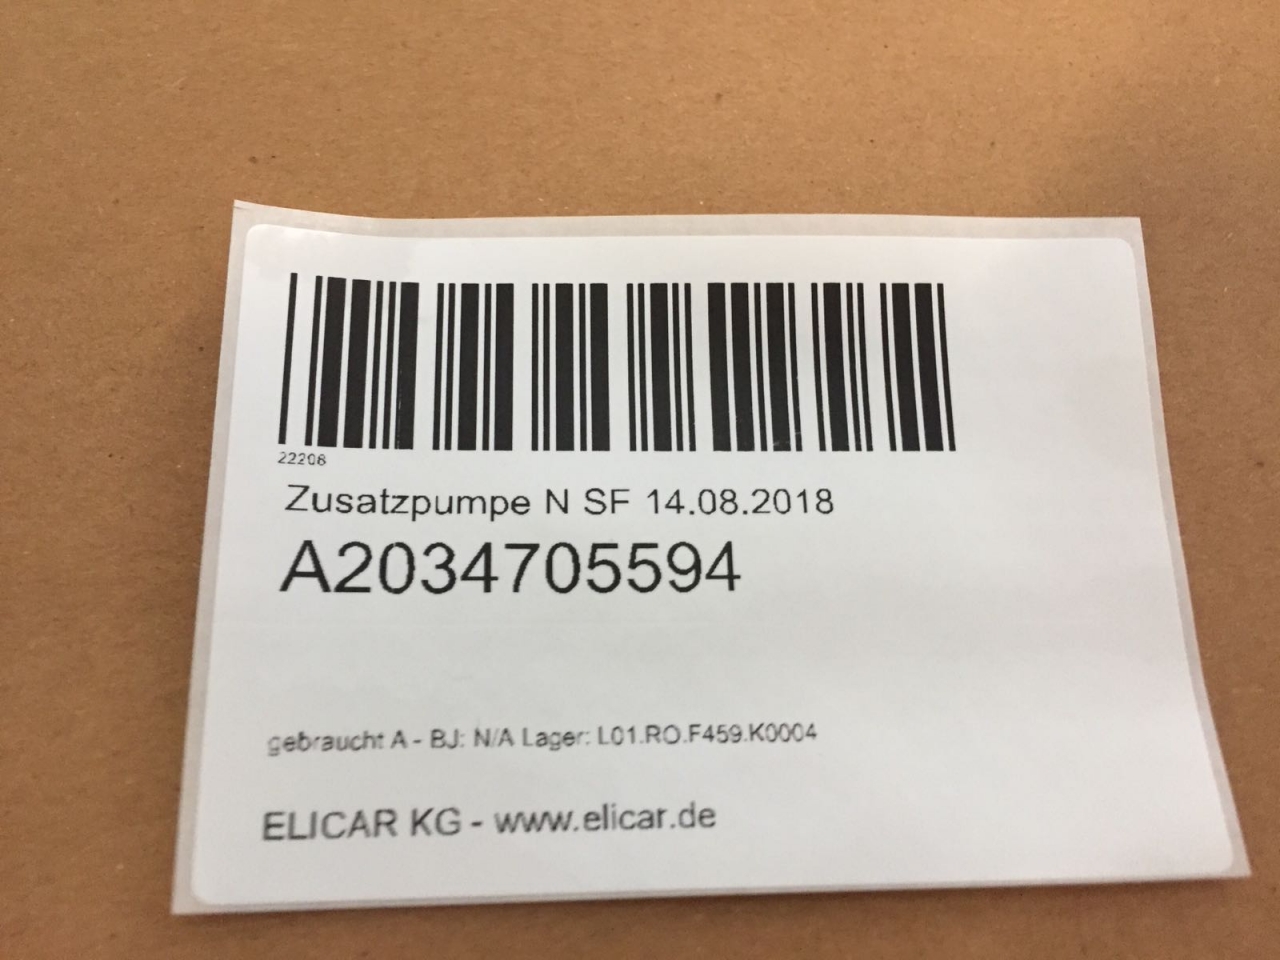 22208
Zusatzpumpe N SF 14.08.2018
A2034705594
gebraucht A - BJ: N/A Lager: L01.RO.F459.K0004
ELICAR KG - www.elicar.de